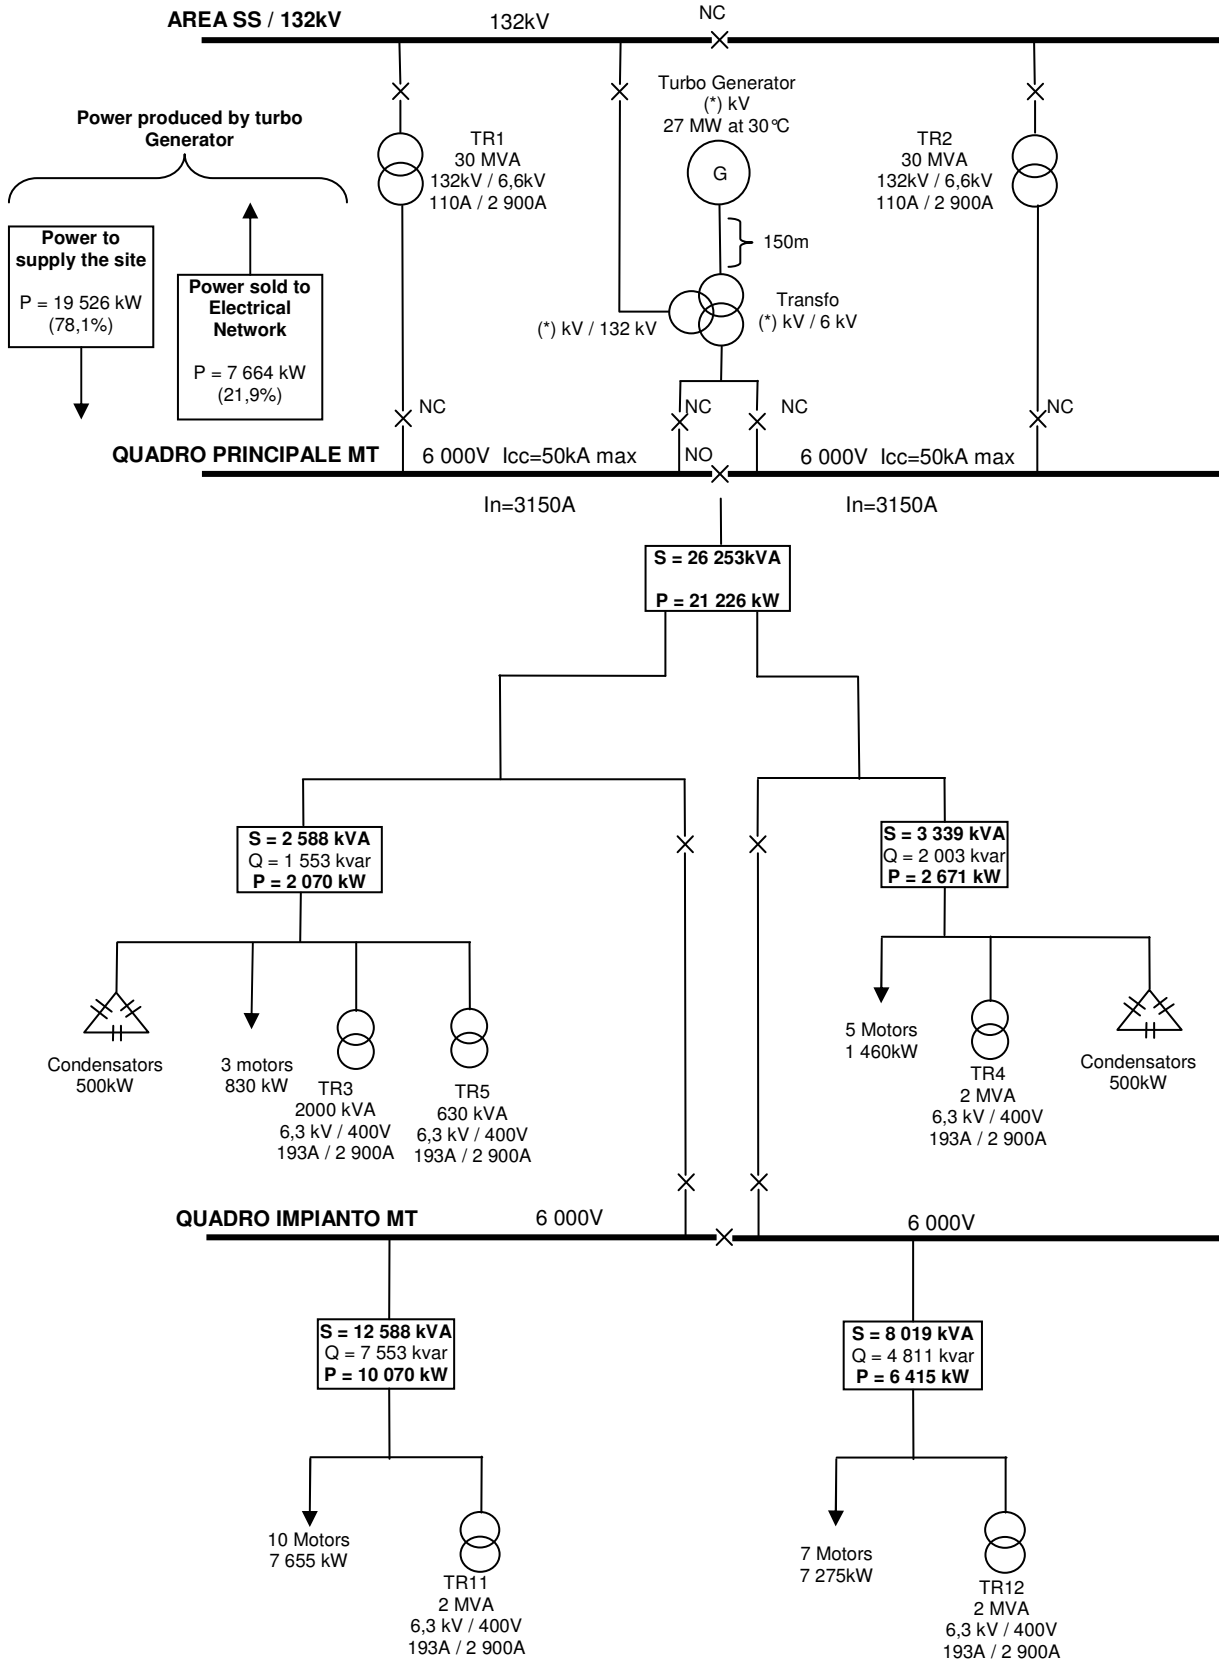 AREA SS / 132kV
132kV
NC
Turbo Generator
(*) kV
27 MW at 30°C
G
150m
Power produced by turbo
Generator
Power to
supply the site
P = 19 526 kW
(78,1%)
Power sold to
Electrical
Network
P = 7 664 kW
(21,9%)
TR1
30 MVA
132kV / 6,6kV
110A / 2 900A
TR2
30 MVA
132kV / 6,6kV
110A / 2 900A
(*) kV / 132 kV
Transfo
(*) kV / 6 kV
NC
NC
NC
NC
QUADRO PRINCIPALE MT
6 000V Icc=50kA max
NO
6 000V Icc=50kA max
In=3150A
In=3150A
S = 26 253kVA
P = 21 226 kW
S = 2 588 kVA
Q = 1 553 kvar
P = 2 070 kW
S = 3 339 kVA
Q = 2 003 kvar
P = 2 671 kW
Condensators
500kW
3 motors
830 kW
TR3
2000 kVA
6,3 kV / 400V
193A / 2 900A
TR5
630 kVA
6,3 kV / 400V
193A / 2 900A
5 Motors
1 460kW
TR4
2 MVA
6,3 kV / 400V
193A / 2 900A
Condensators
500kW
QUADRO IMPIANTO MT
6 000V
6 000V
S = 12 588 kVA
Q = 7 553 kvar
P = 10 070 kW
S = 8 019 kVA
Q = 4 811 kvar
P = 6 415 kW
10 Motors
7 655 kW
TR11
2 MVA
6,3 kV / 400V
193A / 2 900A
7 Motors
7 275kW
TR12
2 MVA
6,3 kV / 400V
193A / 2 900A